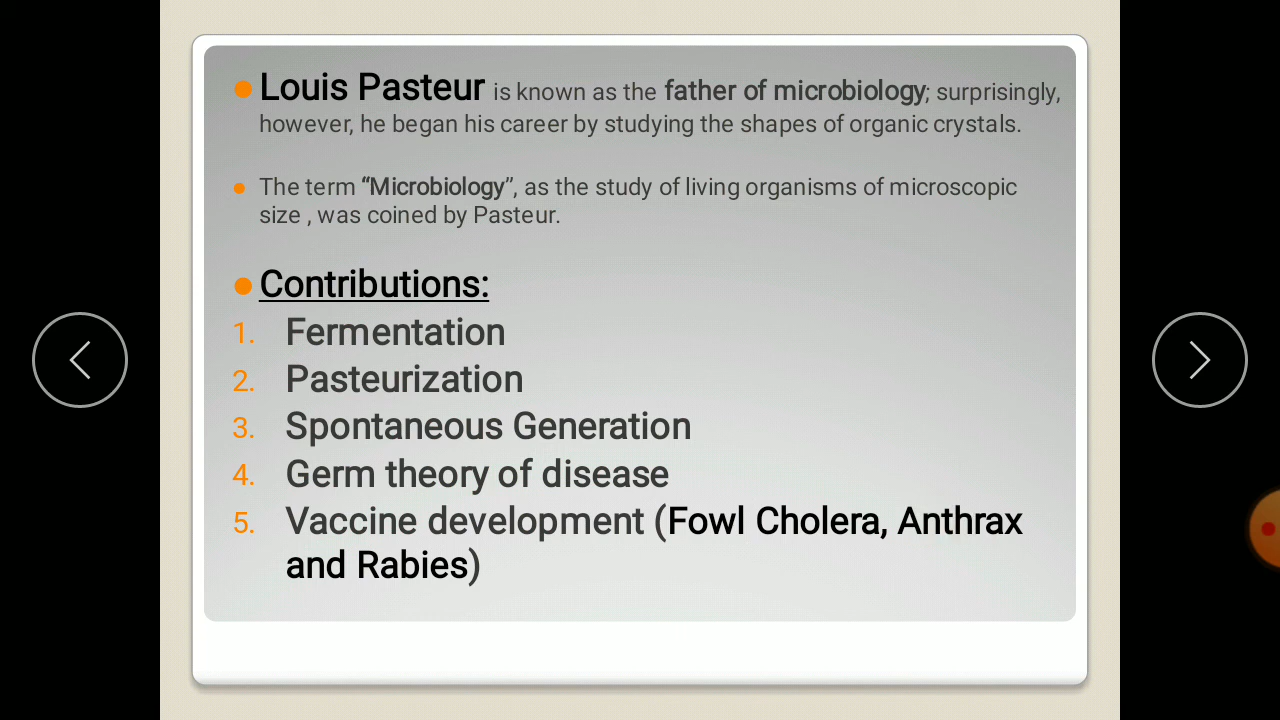 Louis Pasteur is known as the father of microbiology; surprisingly,
however, he began his career by studying the shapes of organic crystals.
The term “Microbiology”, as the study of living organisms of microscopic
size , was coined by Pasteur.
Contributions:
1. Fermentation
2. Pasteurization
3. Spontaneous Generation
4. Germ theory of disease
5. Vaccine development (Fowl Cholera, Anthrax
and Rabies)